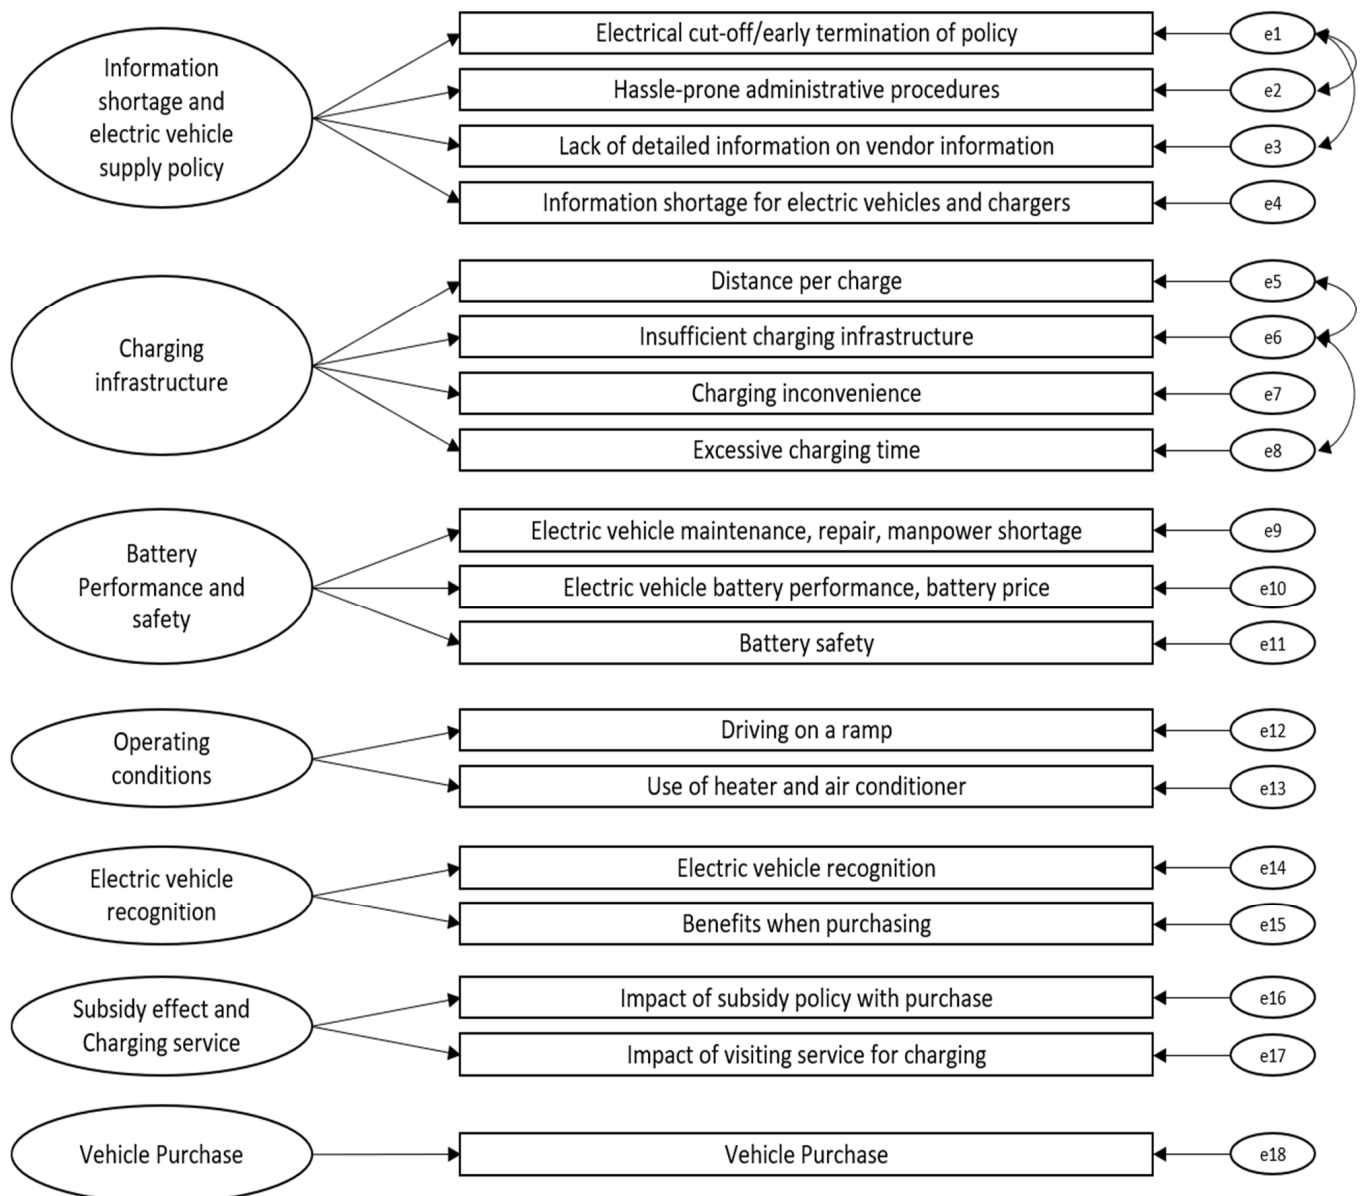 Information
shortage and
electric vehicle
supply policy
Electrical cut-off/early termination of policy
e1
Hassle-prone administrative procedures
e2
Lack of detailed information on vendor information
e3
Information shortage for electric vehicles and chargers
e4
Charging
infrastructure
Distance per charge
e5
Insufficient charging infrastructure
e6
Charging inconvenience
e7
Excessive charging time
e8
Battery
Performance and
safety
Electric vehicle maintenance, repair, manpower shortage
e9
Electric vehicle battery performance, battery price
e10
Battery safety
e11
Operating
conditions
Driving on a ramp
e12
Use of heater and air conditioner
e13
Electric vehicle
recognition
Electric vehicle recognition
e14
Benefits when purchasing
e15
Subsidy effect and
Charging service
Impact of subsidy policy with purchase
e16
Impact of visiting service for charging
e17
Vehicle Purchase
Vehicle Purchase
e18